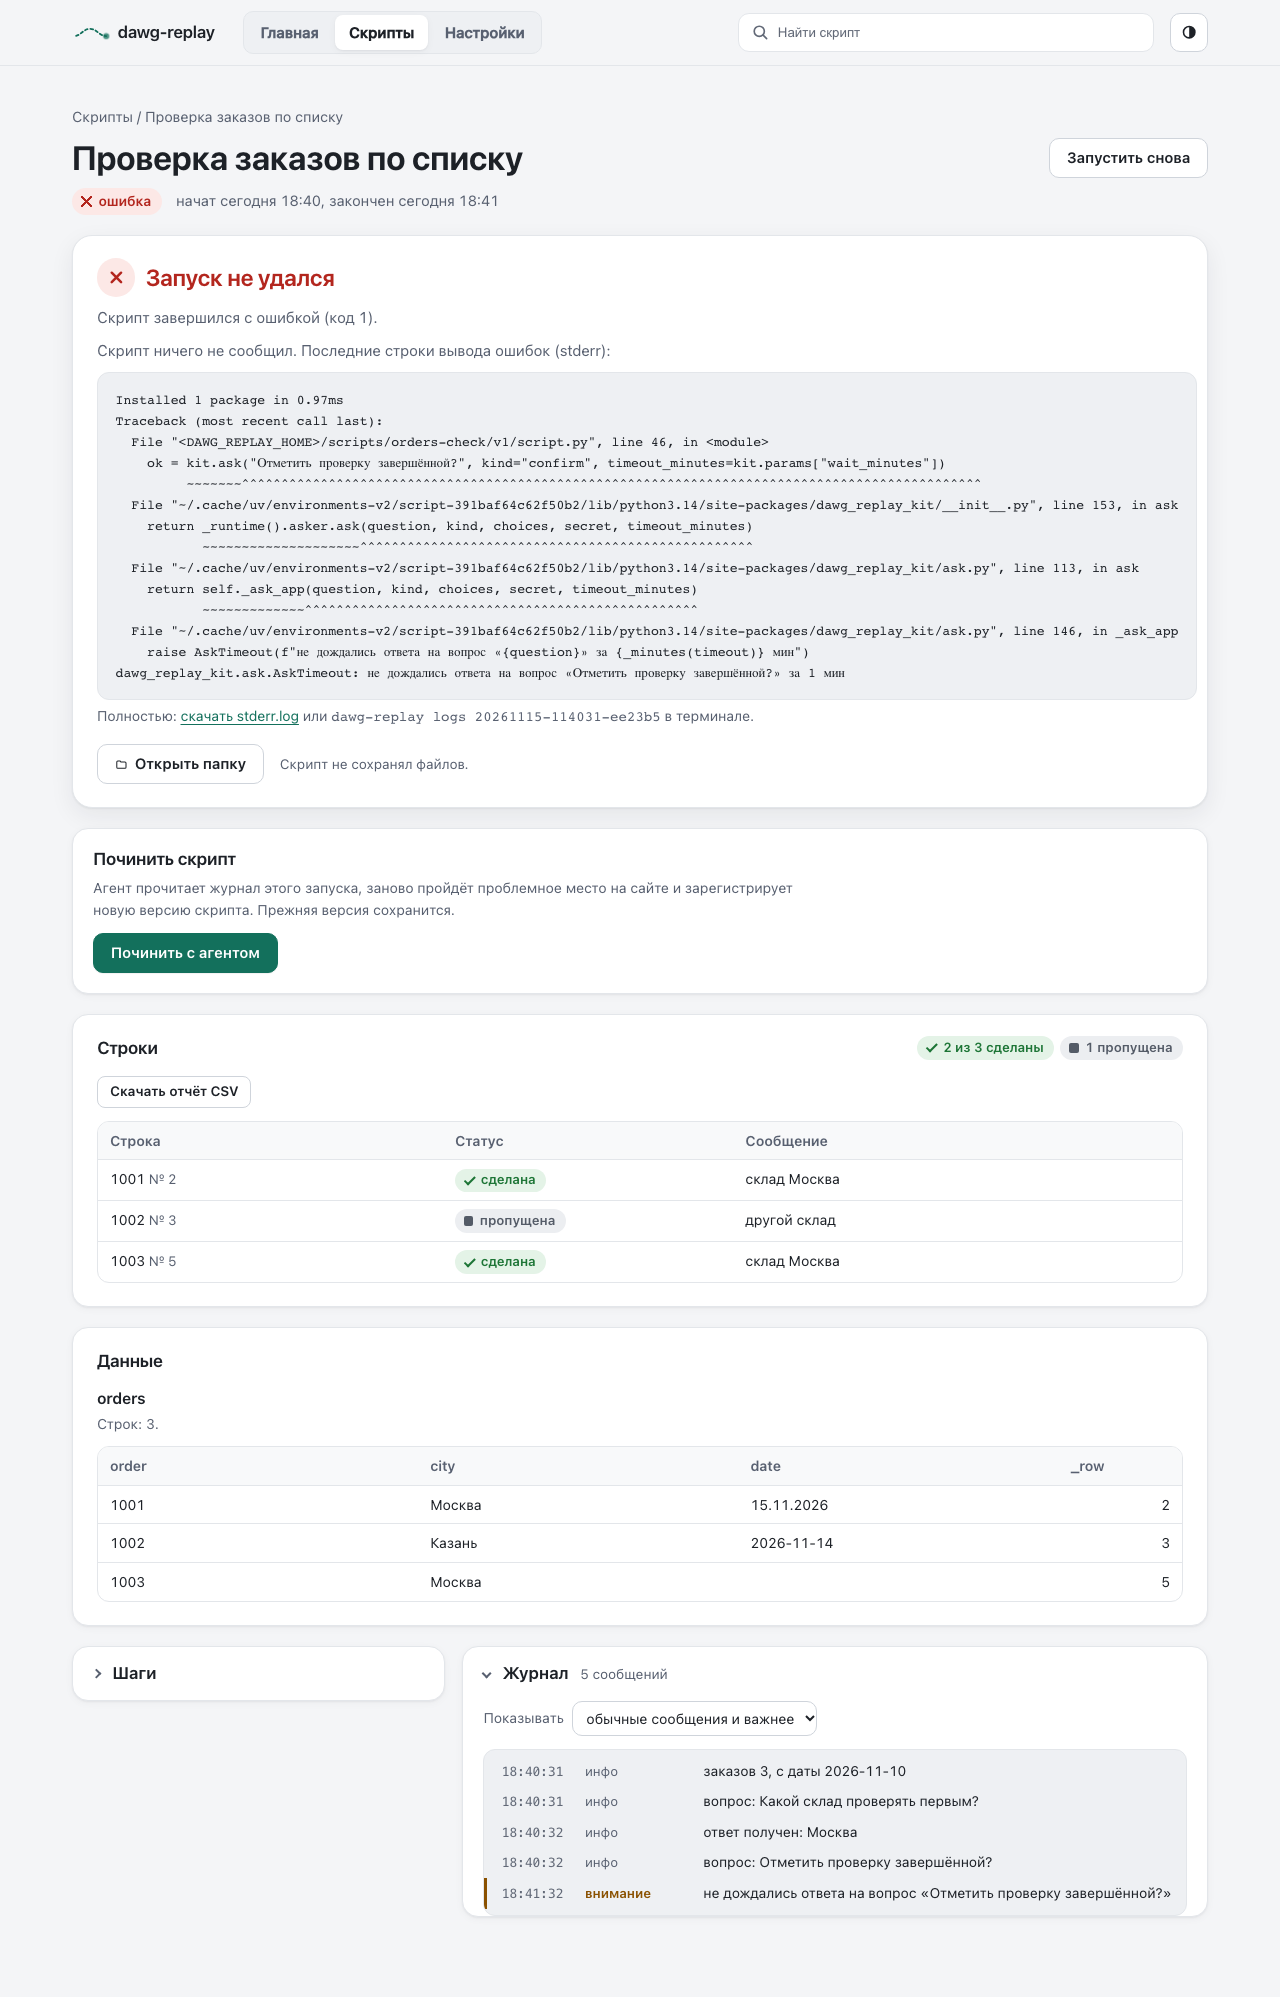 dawg-replay
Главная
Скрипты
Настройки
Найти скрипт
Скрипты / Проверка заказов по списку
Проверка заказов по списку
Запустить снова
ошибка
начат сегодня 18:40, закончен сегодня 18:41
Запуск не удался
Скрипт завершился с ошибкой (код 1).
Скрипт ничего не сообщил. Последние строки вывода ошибок (stderr):
Installed 1 package in 0.97ms
Traceback (most recent call last):
  File "<DAWG_REPLAY_HOME>/scripts/orders-check/v1/script.py", line 46, in <module>
    ok = kit.ask("Отметить проверку завершённой?", kind="confirm", timeout_minutes=kit.params["wait_minutes"])
  File "~/.cache/uv/environments-v2/script-391baf64c62f50b2/lib/python3.14/site-packages/dawg_replay_kit/__init__.py", line 153, in ask
    return _runtime().asker.ask(question, kind, choices, secret, timeout_minutes)
  File "~/.cache/uv/environments-v2/script-391baf64c62f50b2/lib/python3.14/site-packages/dawg_replay_kit/ask.py", line 113, in ask
    return self._ask_app(question, kind, choices, secret, timeout_minutes)
  File "~/.cache/uv/environments-v2/script-391baf64c62f50b2/lib/python3.14/site-packages/dawg_replay_kit/ask.py", line 146, in _ask_app
    raise AskTimeout(f"не дождались ответа на вопрос «{question}» за {_minutes(timeout)} мин")
dawg_replay_kit.ask.AskTimeout: не дождались ответа на вопрос «Отметить проверку завершённой?» за 1 мин
Полностью: скачать stderr.log или dawg-replay logs 20261115-114031-ee23b5 в терминале.
Открыть папку
Скрипт не сохранял файлов.
Починить скрипт
Агент прочитает журнал этого запуска, заново пройдёт проблемное место на сайте и зарегистрирует
новую версию скрипта. Прежняя версия сохранится.
Починить с агентом
Строки
2 из 3 сделаны
1 пропущена
Скачать отчёт CSV
Строка Статус Сообщение
1001 № 2 сделана склад Москва
1002 № 3 пропущена другой склад
1003 № 5 сделана склад Москва
Данные
orders
Строк: 3.
order city date _row
1001 Москва 15.11.2026 2
1002 Казань 2026-11-14 3
1003 Москва 5
Шаги
Журнал 5 сообщений
Показывать обычные сообщения и важнее
18:40:31 инфо заказов 3, с даты 2026-11-10
18:40:31 инфо вопрос: Какой склад проверять первым?
18:40:32 инфо ответ получен: Москва
18:40:32 инфо вопрос: Отметить проверку завершённой?
18:41:32 внимание не дождались ответа на вопрос «Отметить проверку завершённой?»